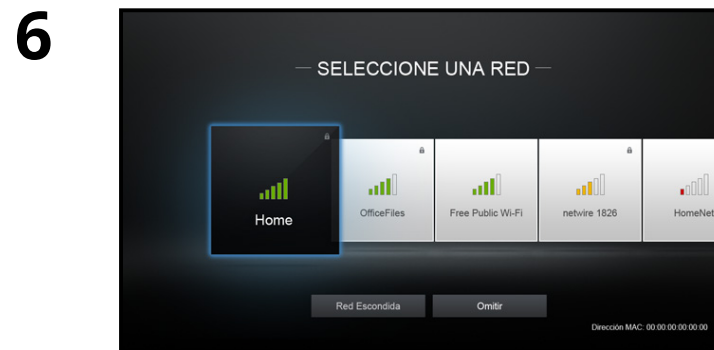 6
SELECCIONE UNA RED
Home
OfficeFiles
Free Public Wi-Fi
netwire 1826
HomeNet
Red Escondida
Omitir
Dirección MAC: 00:00:00:00:00:00